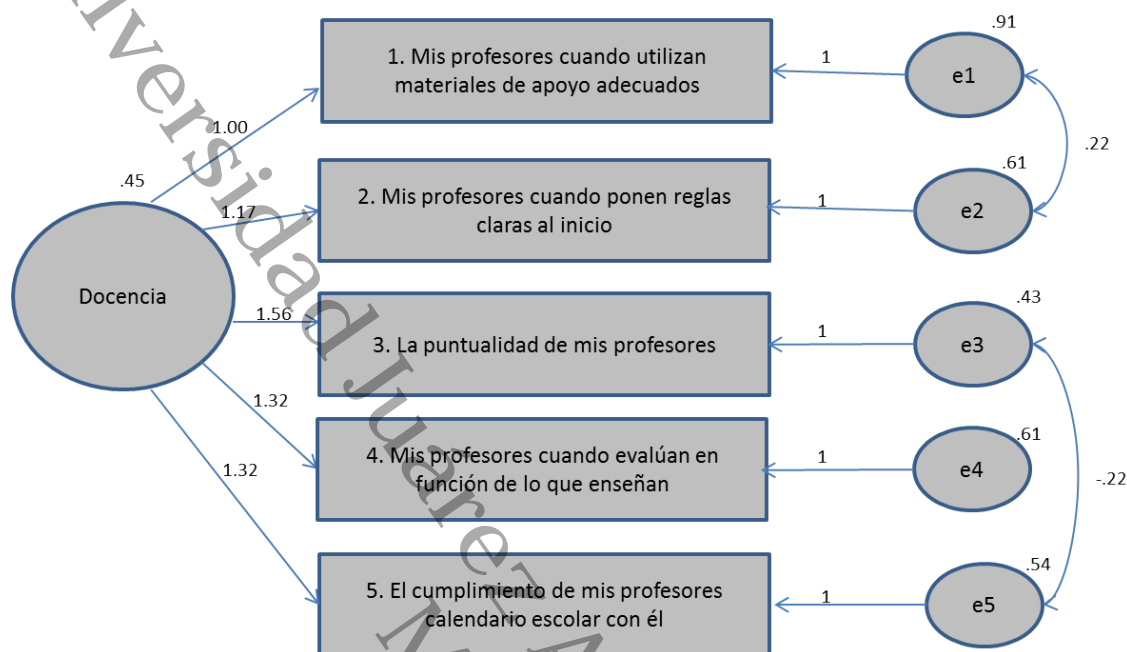 .91
1. Mis profesores cuando utilizan
materiales de apoyo adecuados
1
e1
1.00
.22
.45
.61
2. Mis profesores cuando ponen reglas
claras al inicio
1
e2
1.17
Docencia
.43
1.56
3. La puntualidad de mis profesores
1
e3
1.32
.61
4. Mis profesores cuando evalúan en
función de lo que enseñan
1
e4
1.32
-.22
.54
5. El cumplimiento de mis profesores
calendario escolar con él
1
e5
iversidad Juárez A